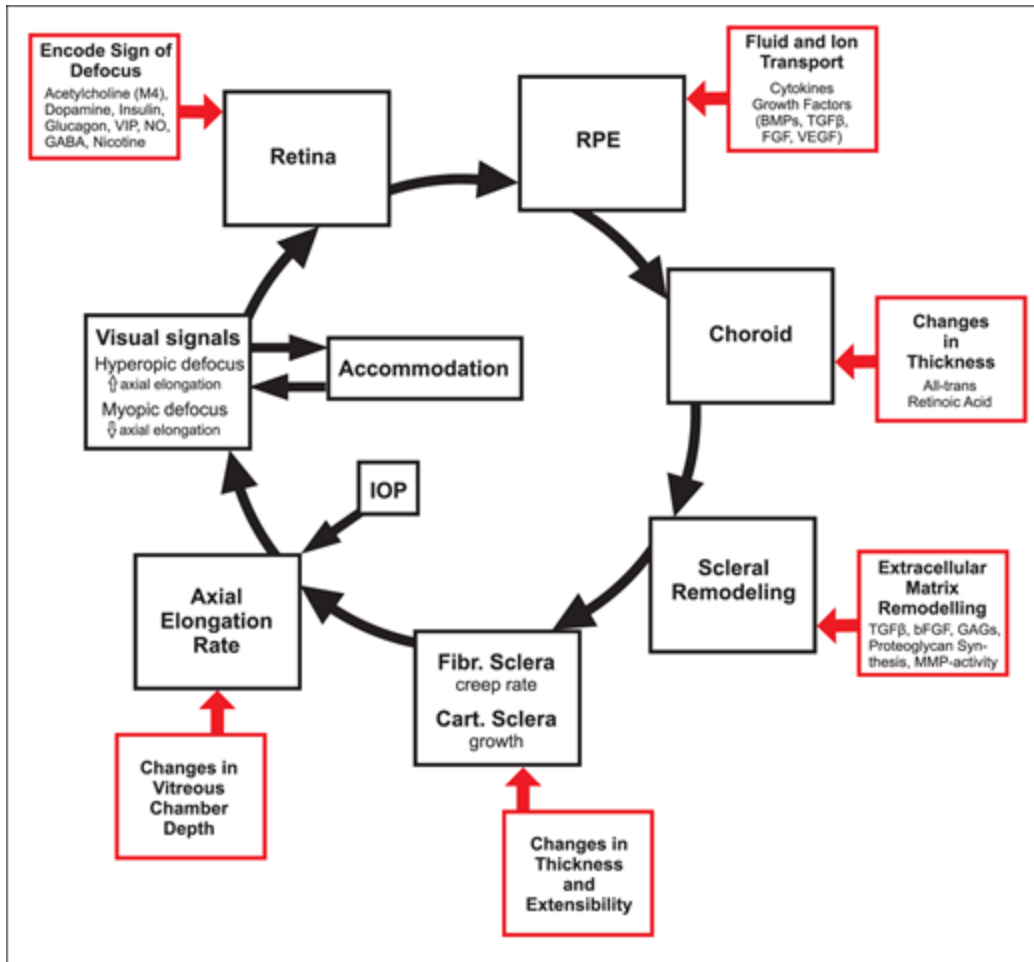 Encode Sign of
Defocus
Acetylcholine (M4),
Dopamine, Insulin,
Glucagon, VIP, NO,
GABA, Nicotine
Retina
RPE
Fluid and Ion
Transport
Cytokines
Growth Factors
(BMPs, TGFβ,
FGF, VEGF)
Choroid
Changes
in
Thickness
All-trans
Retinoic Acid
Visual signals
Hyperopic defocus
⇧ axial elongation
Myopic defocus
⇩ axial elongation
Accommodation
IOP
Scleral
Remodeling
Extracellular
Matrix
Remodelling
TGFβ, bFGF, GAGs,
Proteoglycan Syn-
thesis, MMP-activity
Axial
Elongation
Rate
Fibr. Sclera
creep rate
Cart. Sclera
growth
Changes in
Vitreous
Chamber
Depth
Changes in
Thickness
and
Extensibility